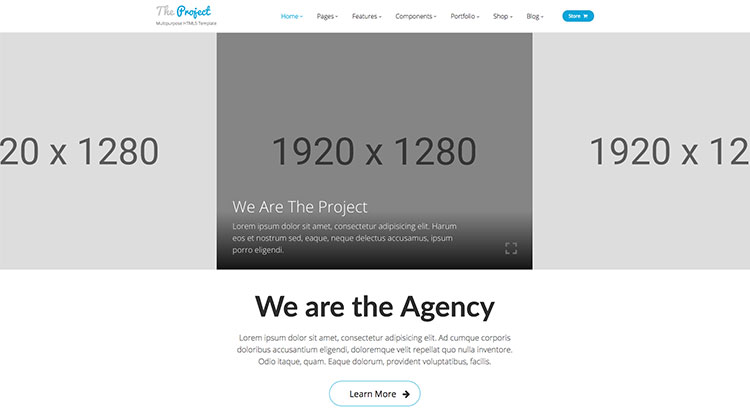 The Project
Multipurpose HTML5 Template
Home Pages Features Components Portfolio Shop Blog Store
20 x 1280
1920 x 1280
1920 x 12
We Are The Project
Lorem ipsum dolor sit amet, consectetur adipisicing elit. Harum
eos et nostrum sed, eaque, neque delectus accusamus, ipsum
porro eligendi.
We are the Agency
Lorem ipsum dolor sit amet, consectetur adipisicing elit. Ad cumque corporis
doloribus accusantium eligendi, doloremque velit repellat quo nulla inventore.
Odio itaque, quam. Eaque dolorum, provident voluptatibus, facilis.
Learn More